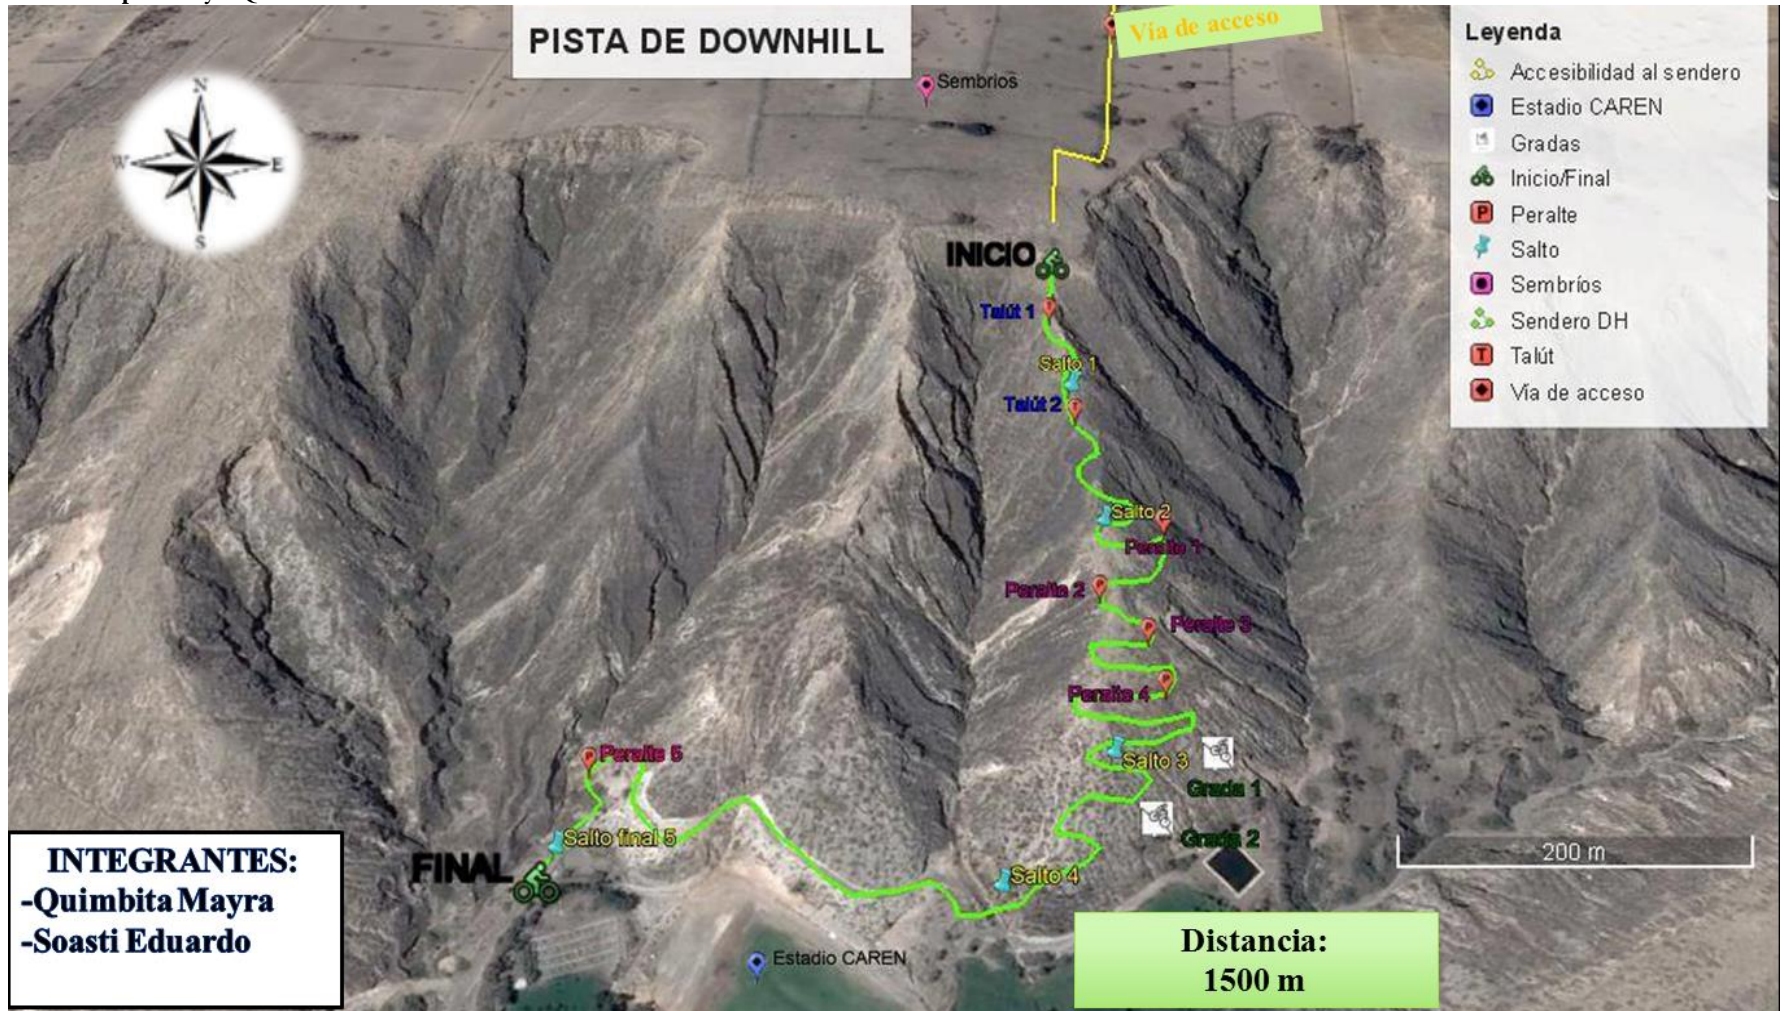 PISTA DE DOWNHILL
Vía de acceso
Sembrios
N
W
E
S
Leyenda
Accesibilidad al sendero
Estadio CAREN
Gradas
Inicio/Final
P Peralte
Salto
Sembríos
Sendero DH
T Talút
Vía de acceso
INICIO
Talút 1
Salto 1
Talút 2
Salto 2
Peralte 1
Peralte 2
Peralte 3
Peralte 4
Salto 3
Grada 1
Grada 2
Peralte 5
Salto final 5
FINAL
Salto 4
Estadio CAREN
200 m
INTEGRANTES:
-Quimbita Mayra
-Soasti Eduardo
Distancia:
1500 m